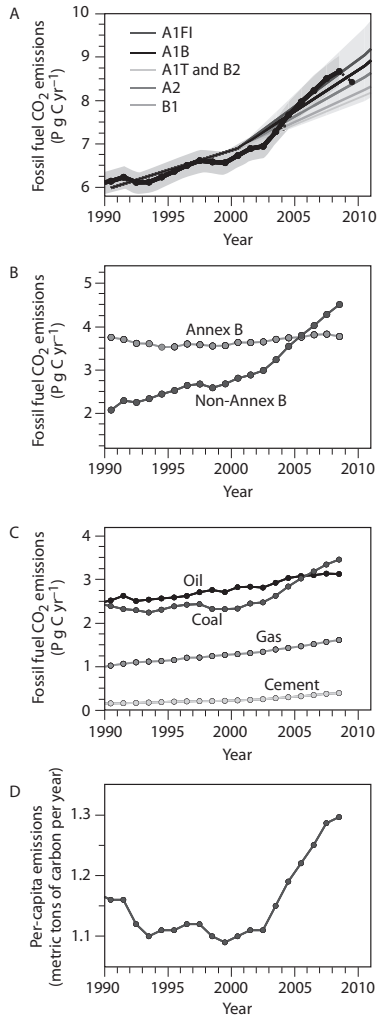 A
Fossil fuel CO₂ emissions
(P g C yr⁻¹)
10
9
8
7
6
A1FI
A1B
A1T and B2
A2
B1
1990 1995 2000 2005 2010
Year
B
Fossil fuel CO₂ emissions
(P g C yr⁻¹)
5
4
3
2
Annex B
Non-Annex B
1990 1995 2000 2005 2010
Year
C
Fossil fuel CO₂ emissions
(P g C yr⁻¹)
4
3
2
1
0
Oil
Coal
Gas
Cement
1990 1995 2000 2005 2010
Year
D
Per-capita emissions
(metric tons of carbon per year)
1.3
1.2
1.1
1990 1995 2000 2005 2010
Year